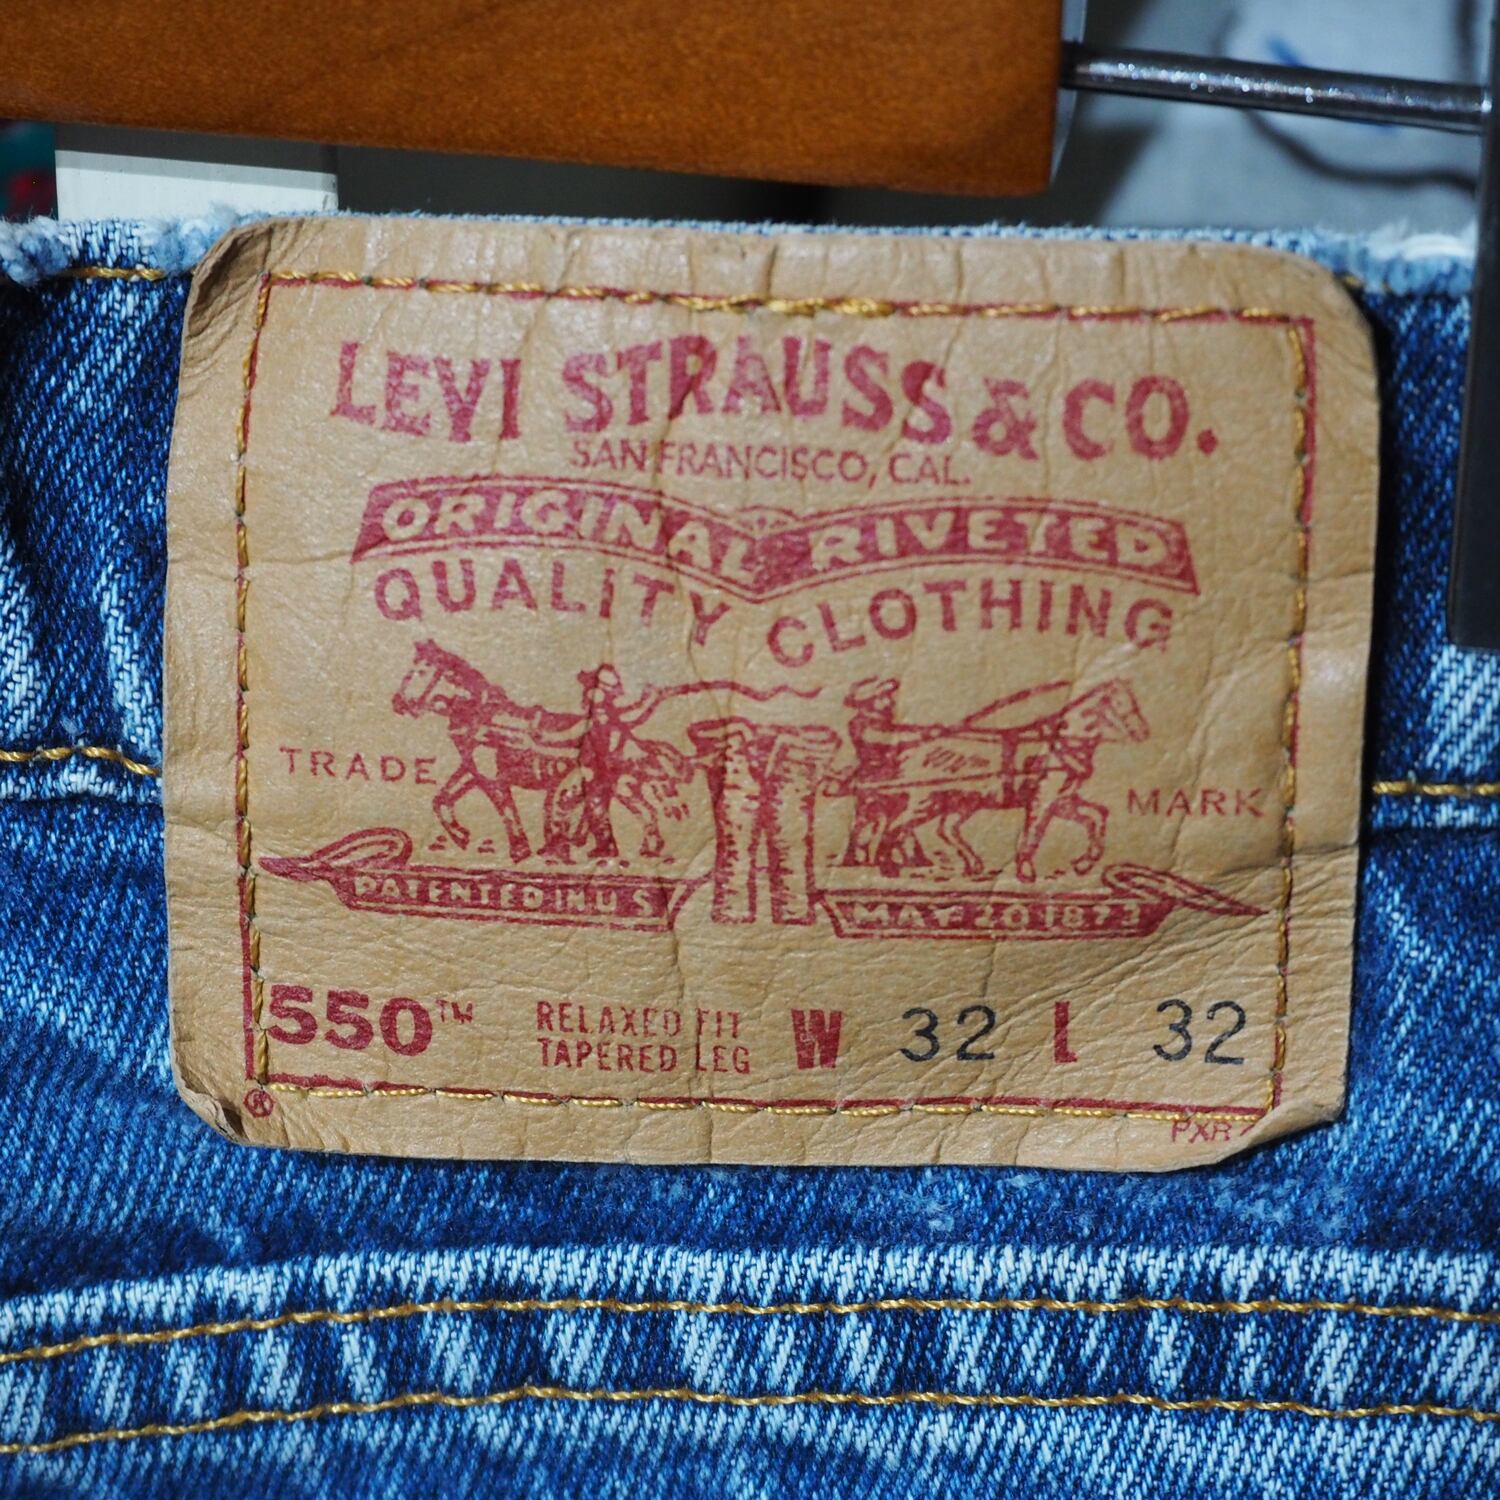 LEVI STRAUSS & CO.
SAN FRANCISCO, CAL.
ORIGINAL RIVETED
QUALITY CLOTHING
TRADE MARK
PATENTED IN U S MAY 20 1873
550™ RELAXED FIT W 32 L 32
TAPERED LEG
®
PXR